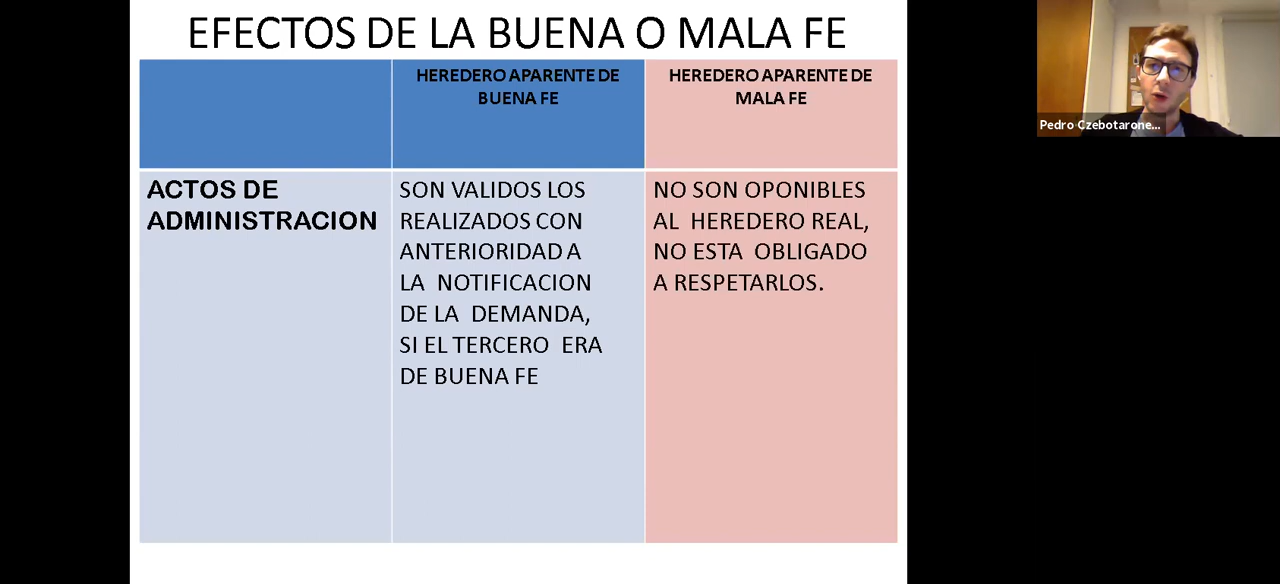 EFECTOS DE LA BUENA O MALA FE
HEREDERO APARENTE DE
BUENA FE
HEREDERO APARENTE DE
MALA FE
ACTOS DE
ADMINISTRACION
SON VALIDOS LOS
REALIZADOS CON
ANTERIORIDAD A
LA NOTIFICACION
DE LA DEMANDA,
SI EL TERCERO ERA
DE BUENA FE
NO SON OPONIBLES
AL HEREDERO REAL,
NO ESTA OBLIGADO
A RESPETARLOS.
Pedro Czebotarone...